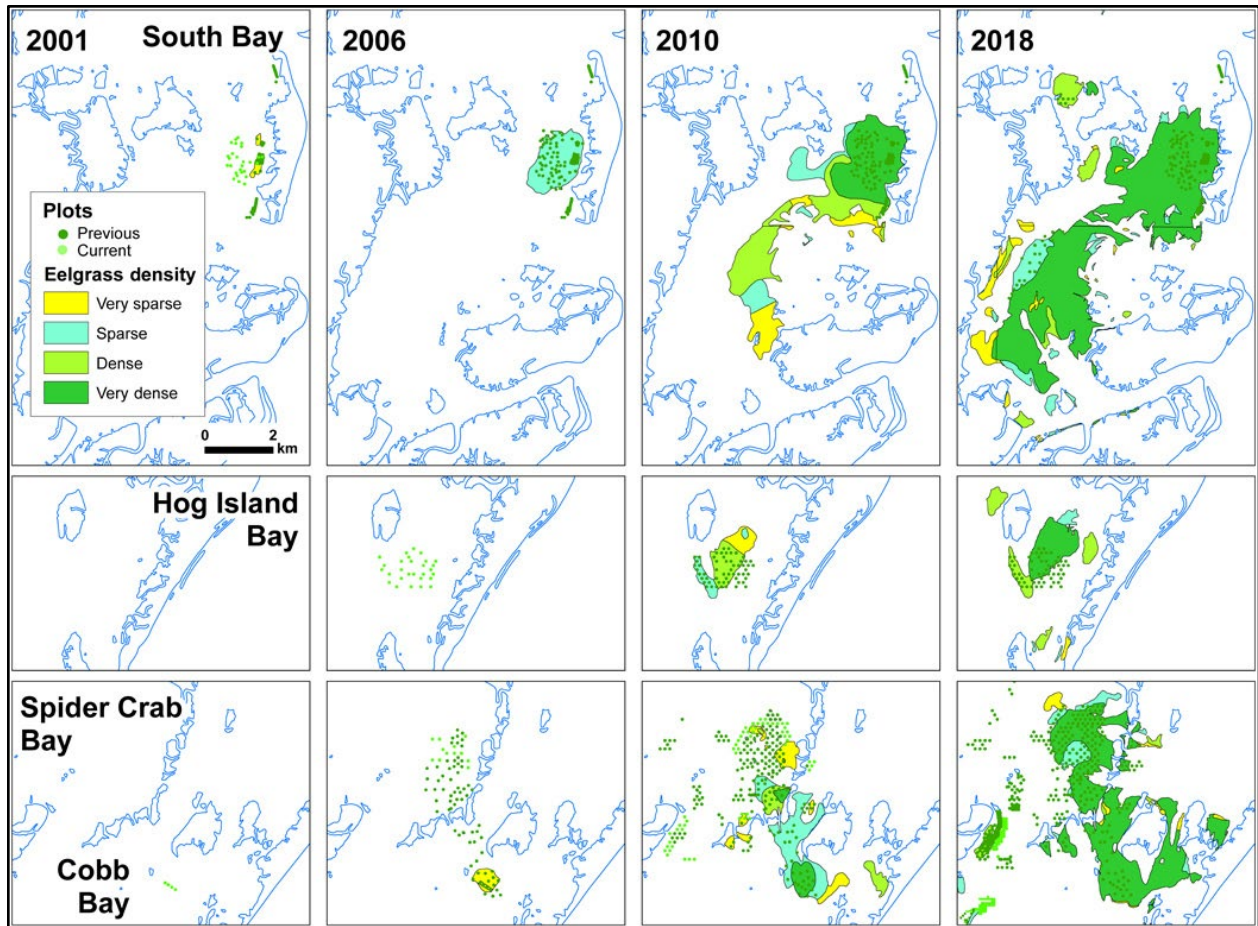 2001
South Bay
2006
2010
2018
Plots
Previous
Current
Eelgrass density
Very sparse
Sparse
Dense
Very dense
0 2
km
Hog Island
Bay
Spider Crab
Bay
Cobb
Bay